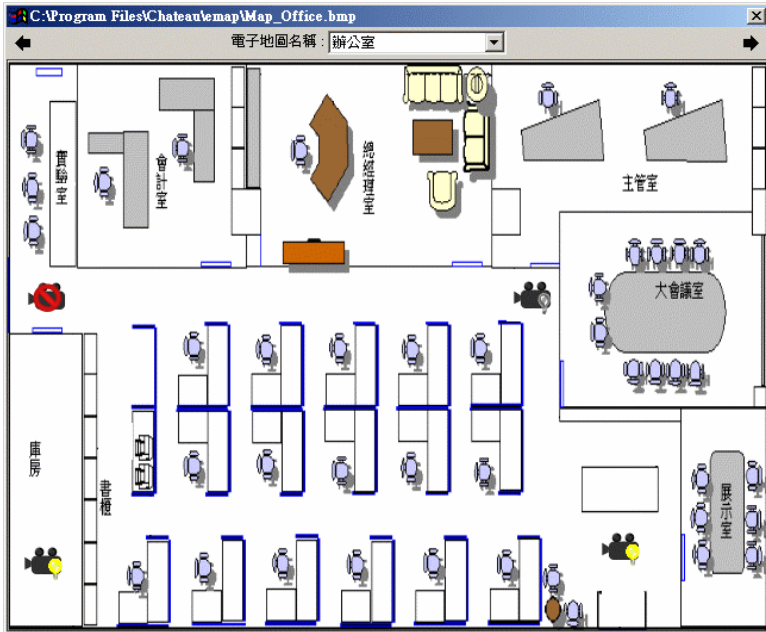 C:\Program Files\Chateau\emap\Map_Office.bmp
電子地圖名稱 : 辦公室
實驗室
會計室
總經理室
主管室
大會議室
庫房
書櫃
展示室